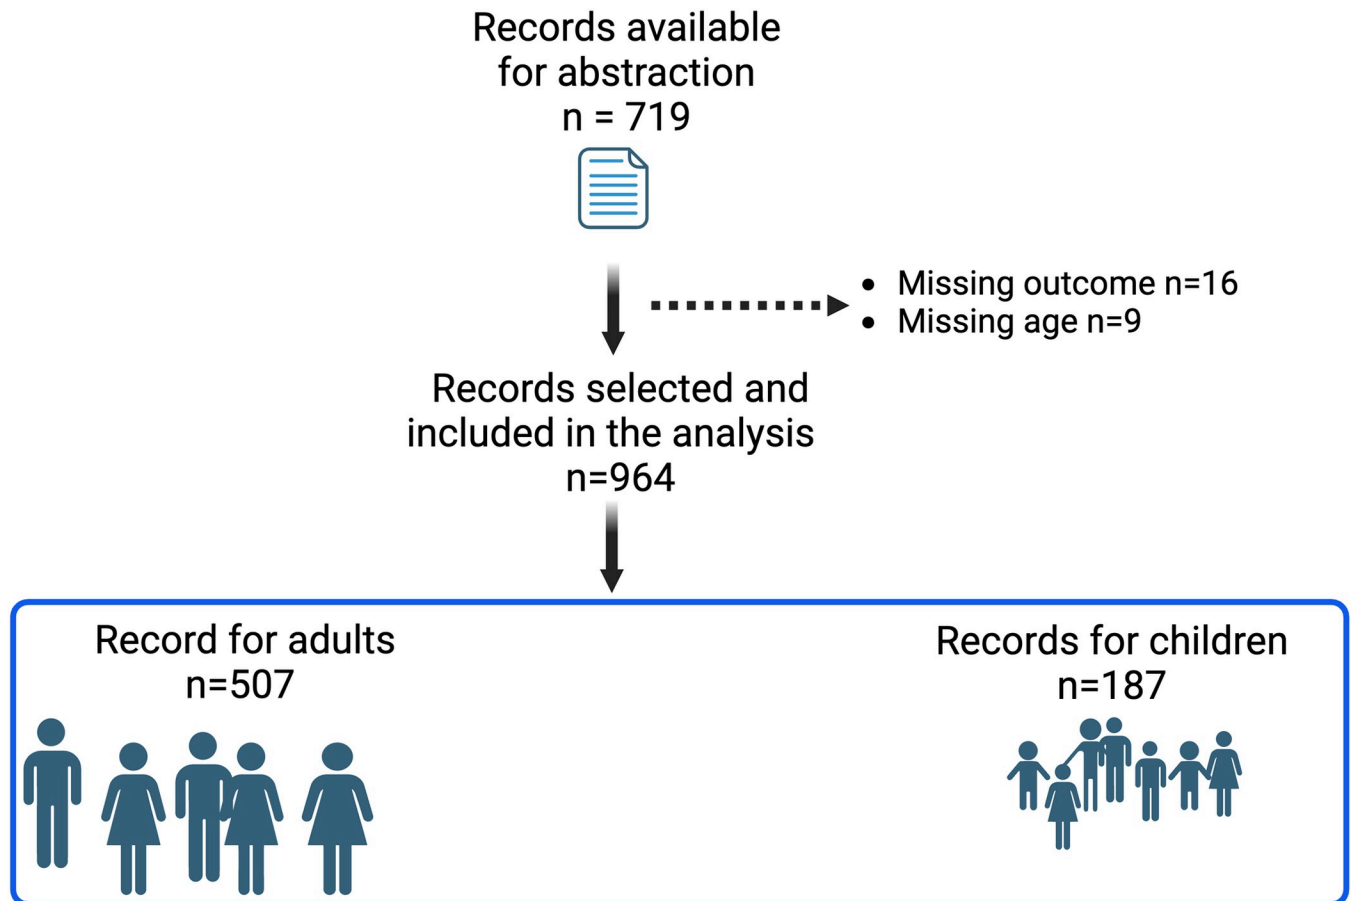 Records available
for abstraction
n = 719
• Missing outcome n=16
• Missing age n=9
Records selected and
included in the analysis
n=964
Record for adults
n=507
Records for children
n=187